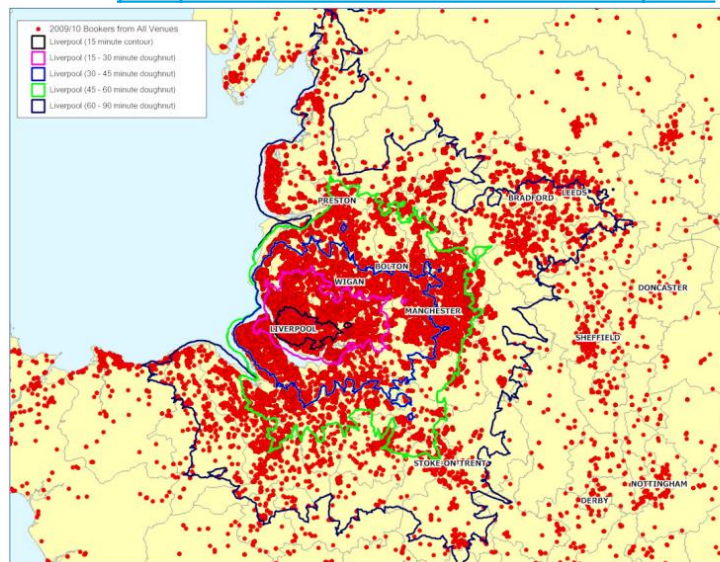 2009/10 Bookers from All Venues
Liverpool (15 minute contour)
Liverpool (15 - 30 minute doughnut)
Liverpool (30 - 45 minute doughnut)
Liverpool (45 - 60 minute doughnut)
Liverpool (60 - 90 minute doughnut)
PRESTON
BRADFORD
LEEDS
BOLTON
WIGAN
DONCASTER
MANCHESTER
LIVERPOOL
SHEFFIELD
STOKE-ON-TRENT
NOTTINGHAM
DERBY